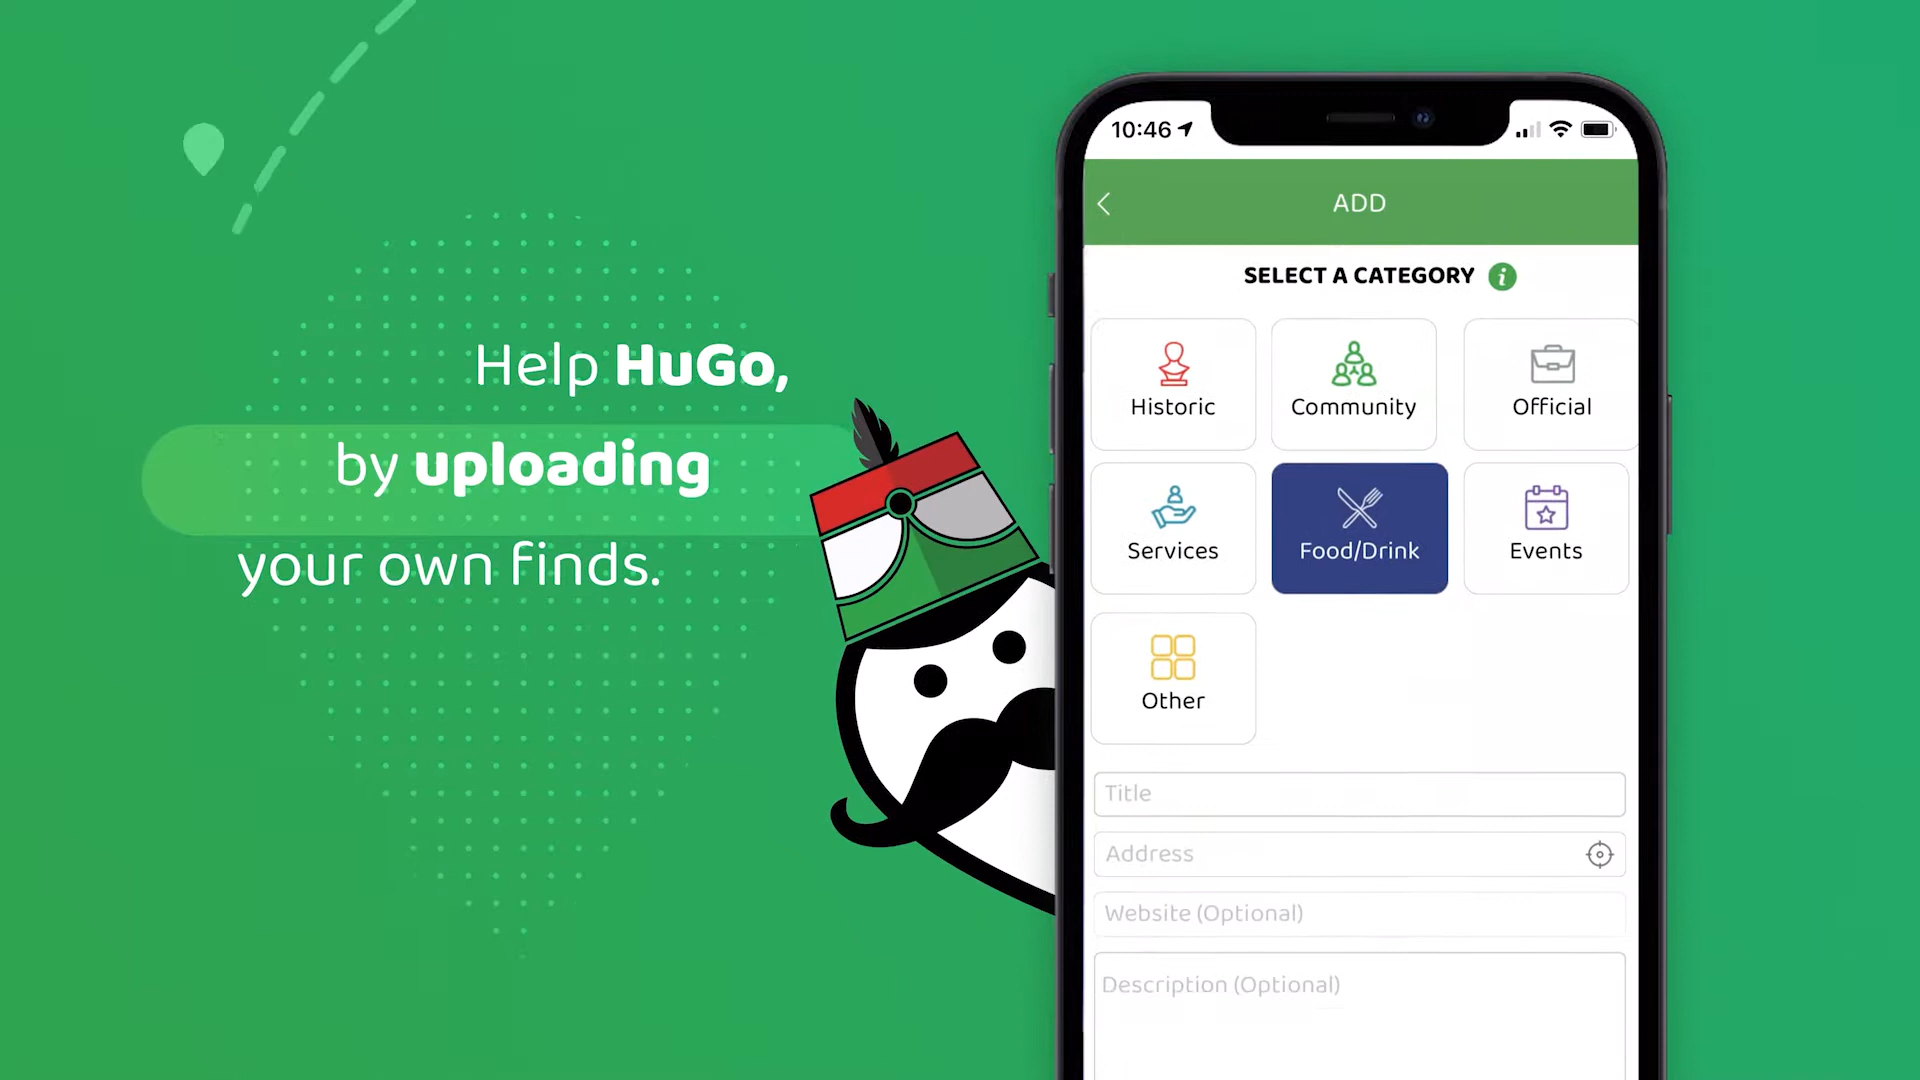 Help HuGo,
by uploading
your own finds.
10:46
ADD
SELECT A CATEGORY i
Historic
Community
Official
Services
Food/Drink
Events
Other
Title
Address
Website (Optional)
Description (Optional)